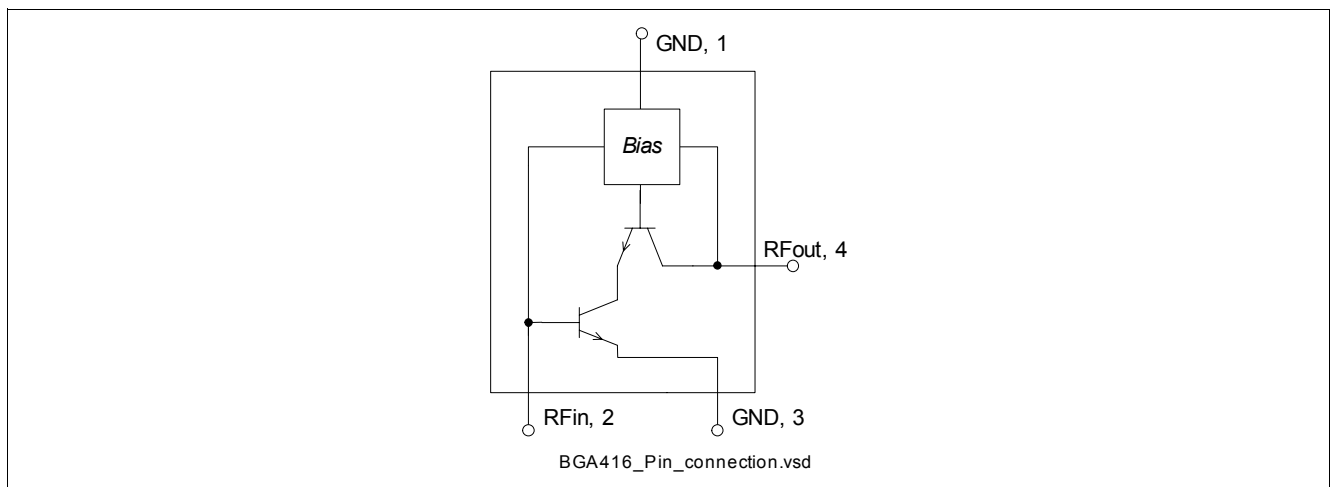 GND, 1
Bias
RFout, 4
RFin, 2
GND, 3
BGA416_Pin_connection.vsd